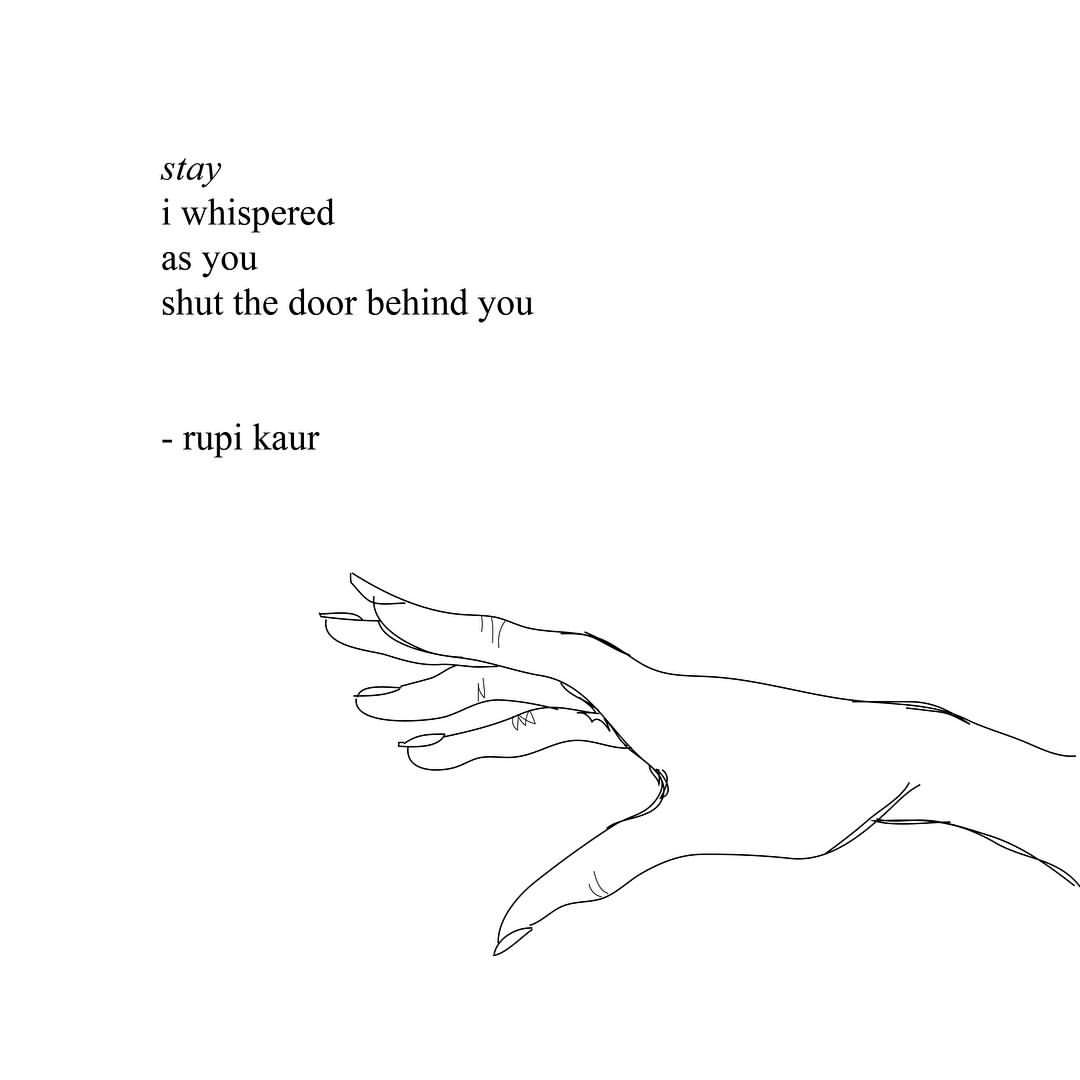 stay
i whispered
as you
shut the door behind you
- rupi kaur